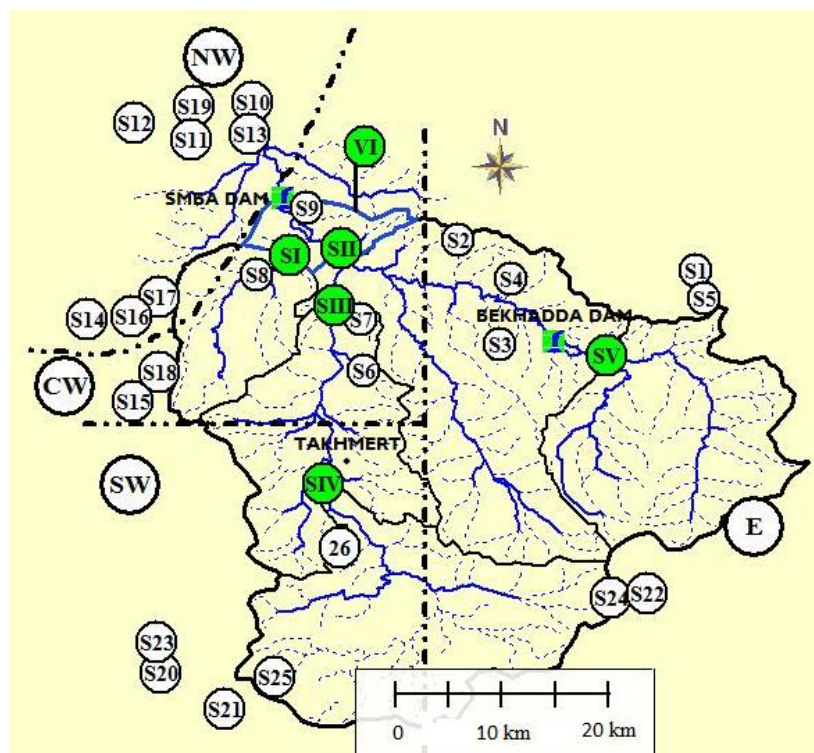 NW
S19
S10
S12
S11
S13
VI
N
SMBA DAM
S9
SII
S2
SI
S8
S4
S1
S17
S5
S14
S16
SIII
S7
BEKHADDA DAM
S3
SV
S18
S6
CW
S15
TAKHMERT
SW
SIV
E
26
S24
S22
S23
S20
S25
S21
0
10 km
20 km